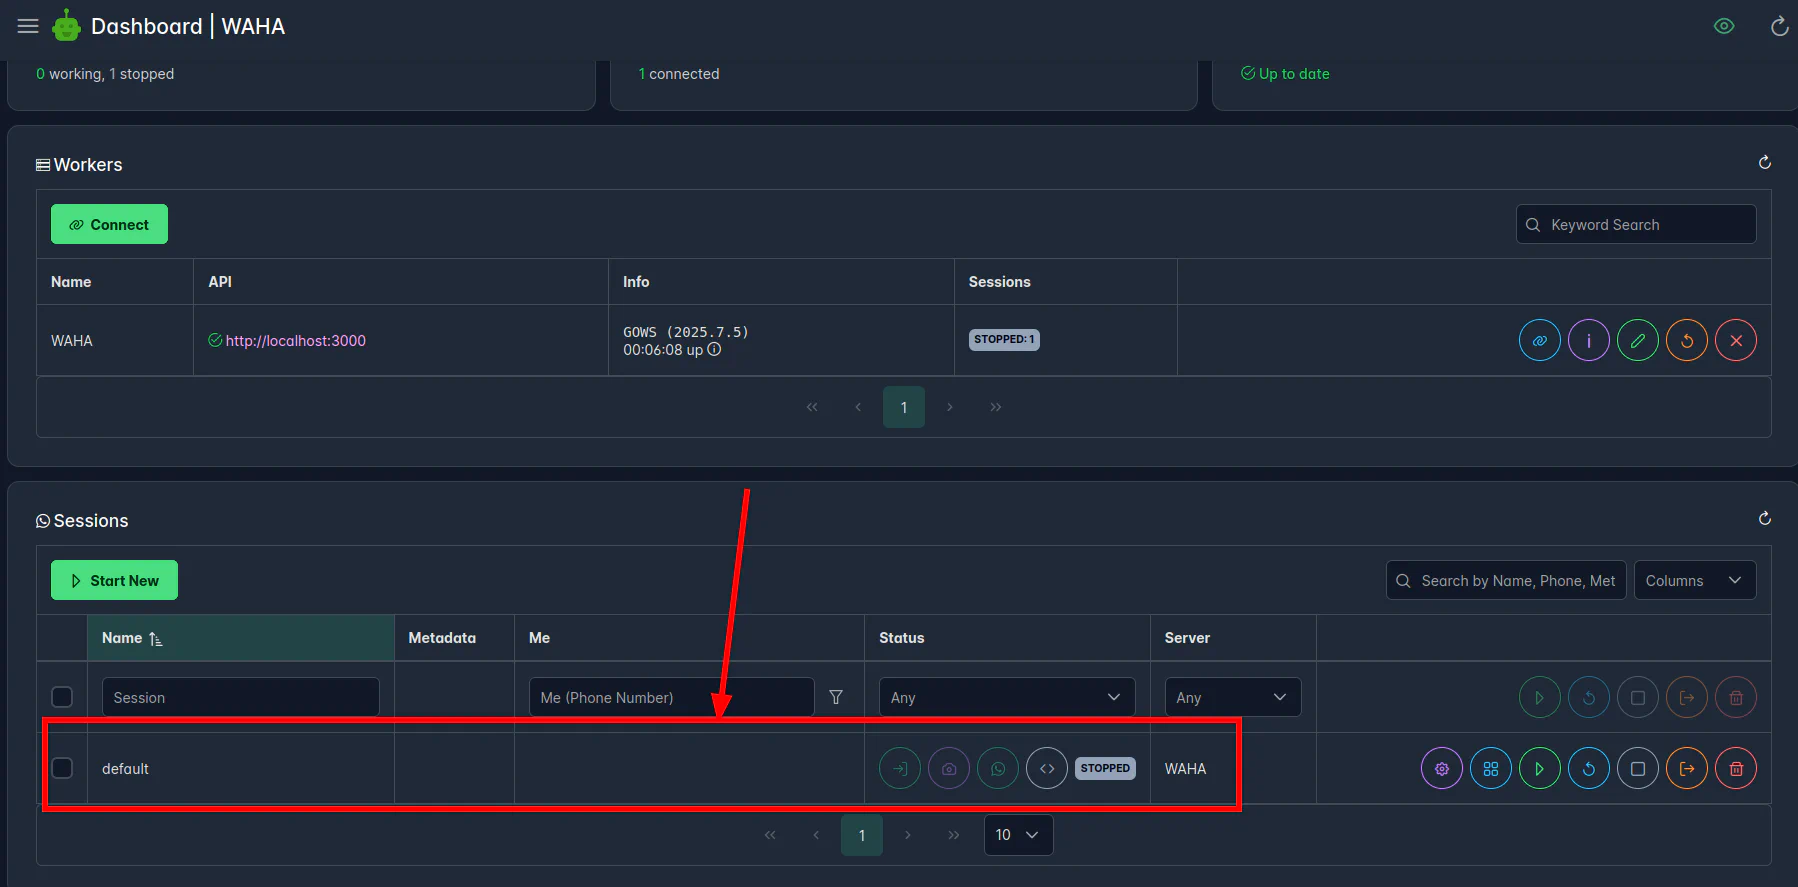 Dashboard | WAHA
0 working, 1 stopped
1 connected
Up to date
Workers
Connect
Keyword Search
Name API Info Sessions
WAHA http://localhost:3000 GOWS (2025.7.5) STOPPED: 1
00:06:08 up
1
Sessions
Start New
Search by Name, Phone, Met
Columns
Name Metadata Me Status Server
Session Me (Phone Number) Any Any
default STOPPED WAHA
1 10